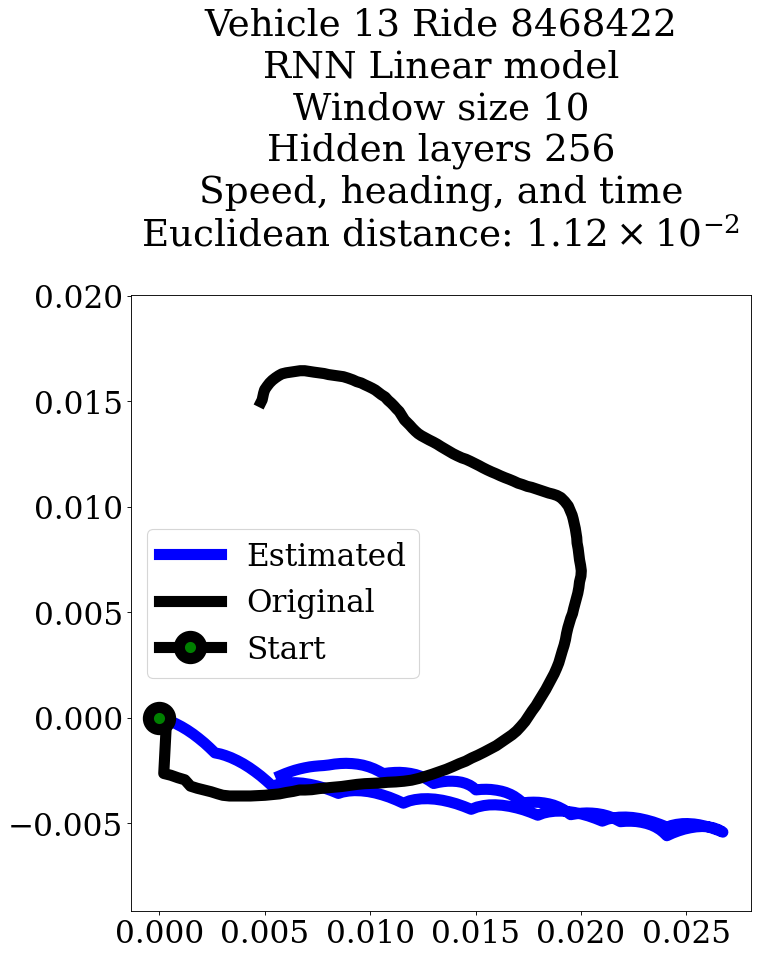 Vehicle 13 Ride 8468422
RNN Linear model
Window size 10
Hidden layers 256
Speed, heading, and time
Euclidean distance: 1.12 × 10⁻²
0.020
0.015
0.010
0.005
0.000
−0.005
Estimated
Original
Start
0.000 0.005 0.010 0.015 0.020 0.025